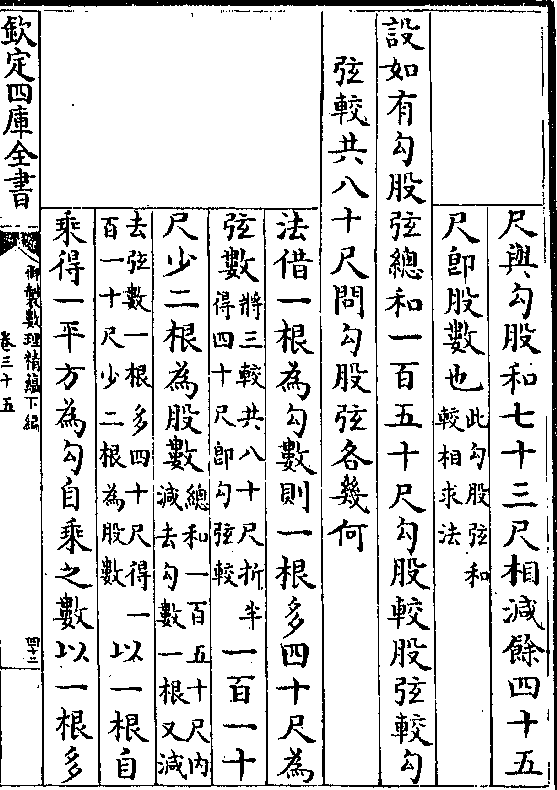 尺與勾股和七十三尺相減餘四十五
尺即股數也此勾股弦和
較相求法
設如有勾股弦總和一百五十尺勾股較股弦較勾
弦較共八十尺問勾股弦各幾何
法借一根為勾數則一根多四十尺為
弦數將三較共八十尺折半
得四十尺即勾弦較一百一十
尺少二根為股數總和一百五十尺内
減去勾數一根又減
去弦數一根多四十尺得一
百一十尺少二根為股數以一根自
乘得一平方為勾自乘之數以一根多
欽定四庫全書
御製數理精蘊下編
卷三十五
四十三